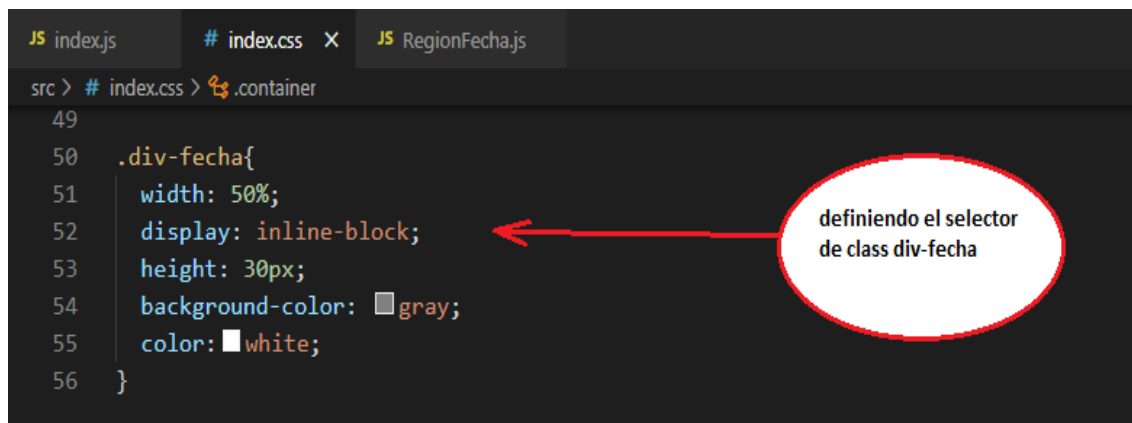 JS index.js # index.css × JS RegionFecha.js
src > # index.css > .container
49
50 .div-fecha{
51 width: 50%;
52 display: inline-block;
53 height: 30px;
54 background-color: gray;
55 color: white;
56 }
definiendo el selector
de class div-fecha